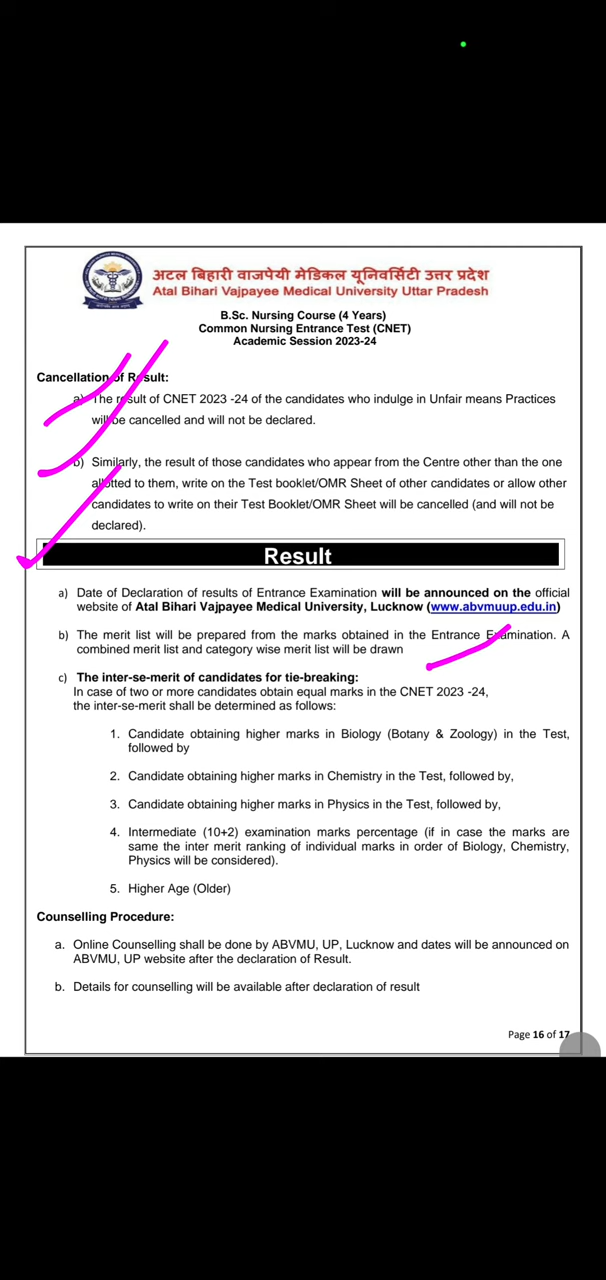 अटल बिहारी वाजपेयी मेडिकल यूनिवर्सिटी उत्तर प्रदेश
Atal Bihari Vajpayee Medical University Uttar Pradesh
B.Sc. Nursing Course (4 Years)
Common Nursing Entrance Test (CNET)
Academic Session 2023-24
Cancellation of Result:
a) The result of CNET 2023 -24 of the candidates who indulge in Unfair means Practices
will be cancelled and will not be declared.
b) Similarly, the result of those candidates who appear from the Centre other than the one
allotted to them, write on the Test booklet/OMR Sheet of other candidates or allow other
candidates to write on their Test Booklet/OMR Sheet will be cancelled (and will not be
declared).
Result
a) Date of Declaration of results of Entrance Examination will be announced on the official
website of Atal Bihari Vajpayee Medical University, Lucknow (www.abvmuup.edu.in)
b) The merit list will be prepared from the marks obtained in the Entrance Examination. A
combined merit list and category wise merit list will be drawn
c) The inter-se-merit of candidates for tie-breaking:
In case of two or more candidates obtain equal marks in the CNET 2023 -24,
the inter-se-merit shall be determined as follows:
1. Candidate obtaining higher marks in Biology (Botany & Zoology) in the Test,
followed by
2. Candidate obtaining higher marks in Chemistry in the Test, followed by,
3. Candidate obtaining higher marks in Physics in the Test, followed by,
4. Intermediate (10+2) examination marks percentage (if in case the marks are
same the inter merit ranking of individual marks in order of Biology, Chemistry,
Physics will be considered).
5. Higher Age (Older)
Counselling Procedure:
a. Online Counselling shall be done by ABVMU, UP, Lucknow and dates will be announced on
ABVMU, UP website after the declaration of Result.
b. Details for counselling will be available after declaration of result
Page 16 of 17